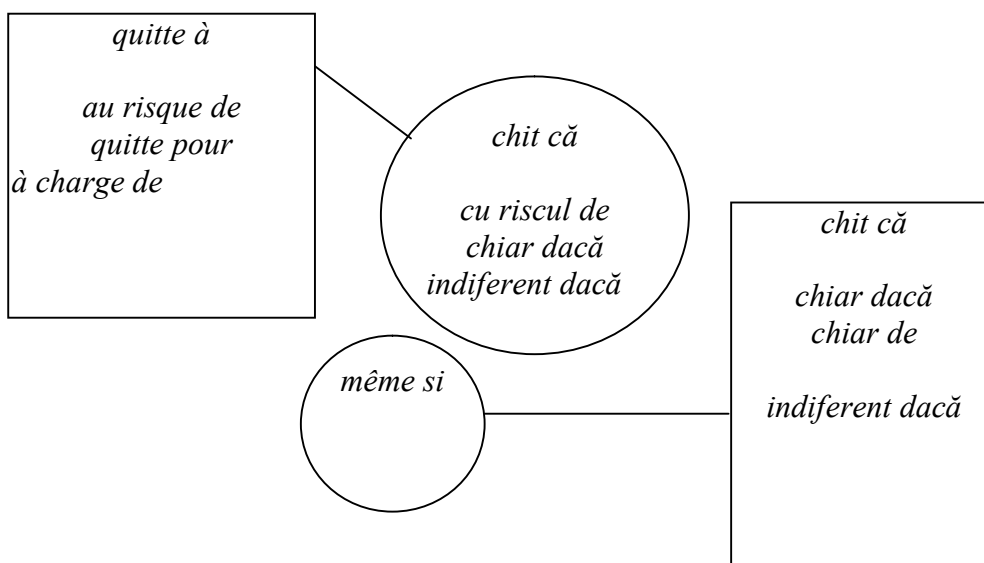 quitte à
au risque de
quitte pour
à charge de
chit că
cu riscul de
chiar dacă
indiferent dacă
même si
chit că
chiar dacă
chiar de
indiferent dacă